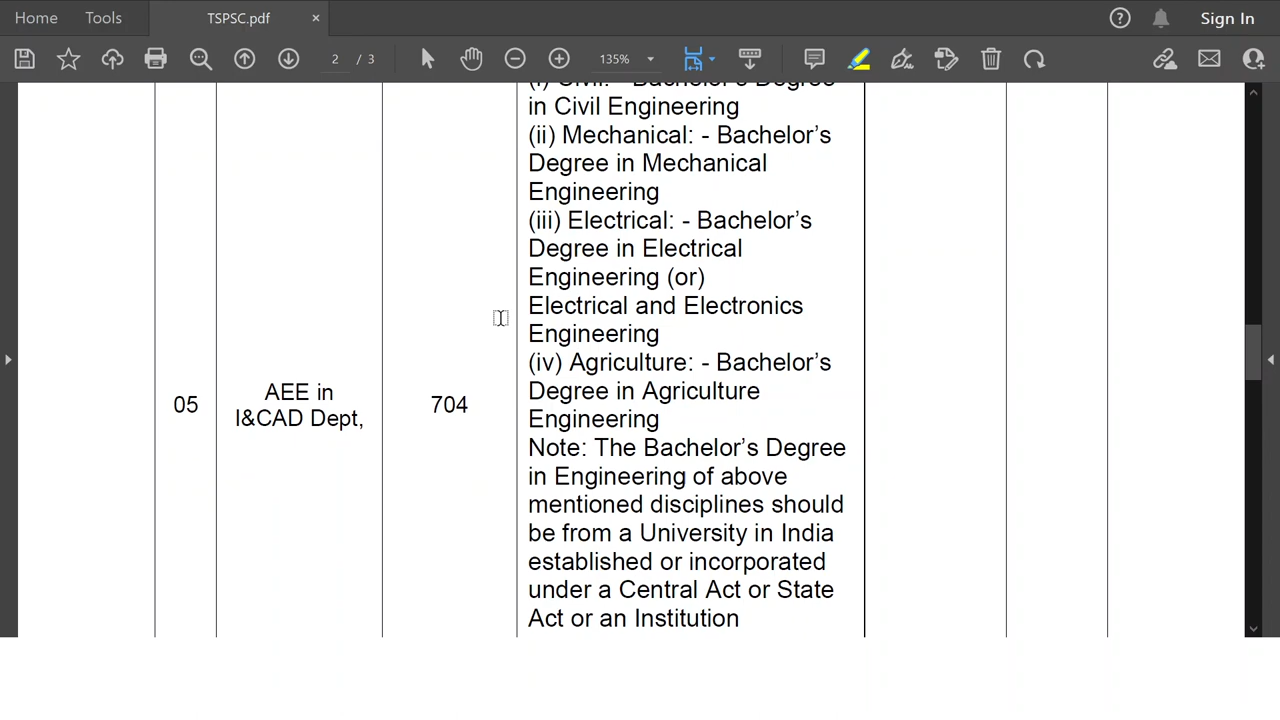 Home
Tools
TSPSC.pdf
×
Sign In
2 / 3
135%
in Civil Engineering
(ii) Mechanical: - Bachelor’s
Degree in Mechanical
Engineering
(iii) Electrical: - Bachelor’s
Degree in Electrical
Engineering (or)
Electrical and Electronics
Engineering
(iv) Agriculture: - Bachelor’s
Degree in Agriculture
Engineering
Note: The Bachelor’s Degree
in Engineering of above
mentioned disciplines should
be from a University in India
established or incorporated
under a Central Act or State
Act or an Institution
05
AEE in
I&CAD Dept,
704